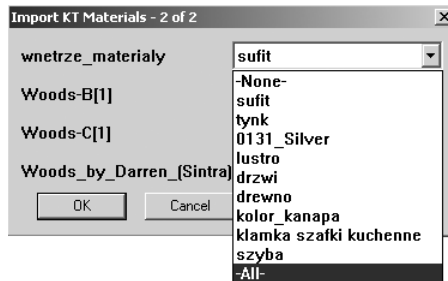 Import KT Materials - 2 of 2
wnetrze_materialy
sufit
-None-
sufit
Woods-B[1]
tynk
0131_Silver
Woods-C[1]
lustro
drzwi
Woods_by_Darren_(Sintra)
drewno
kolor_kanapa
OK
Cancel
klamka szafki kuchenne
szyba
-All-